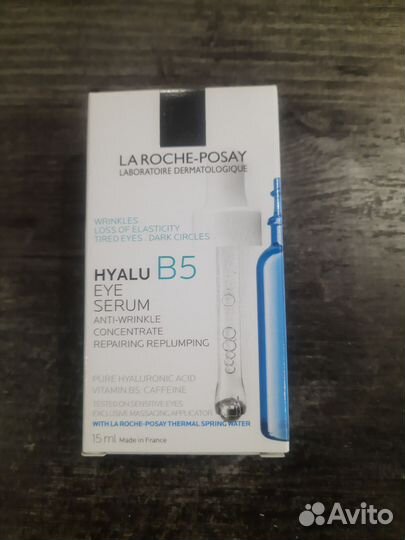 LA ROCHE-POSAY
LABORATOIRE DERMATOLOGIQUE
WRINKLES
LOSS OF ELASTICITY
TIRED EYES . DARK CIRCLES
HYALU B5
EYE
SERUM
ANTI-WRINKLE
CONCENTRATE
REPAIRING REPLUMPING
PURE HYALURONIC ACID
VITAMIN B5. CAFFEINE
TESTED ON SENSITIVE EYES
EXCLUSIVE MASSAGING APPLICATOR
WITH LA ROCHE-POSAY THERMAL SPRING WATER
15 ml Made in France
Avito